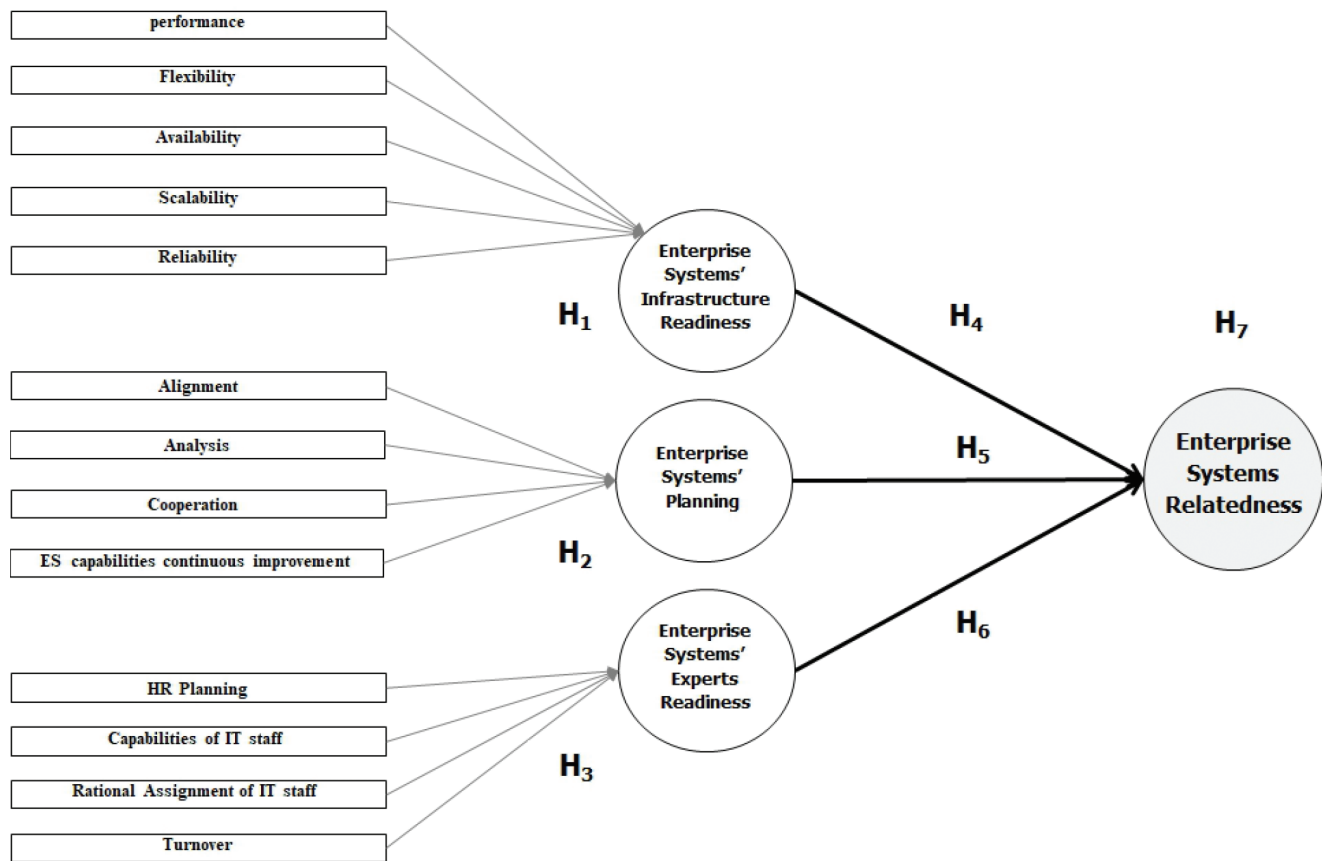 performance
Flexibility
Availability
Scalability
Reliability
Enterprise
Systems’
Infrastructure
Readiness
H1
H4
H7
Alignment
Analysis
Cooperation
ES capabilities continuous improvement
Enterprise
Systems’
Planning
H2
H5
Enterprise
Systems
Relatedness
HR Planning
Capabilities of IT staff
Rational Assignment of IT staff
Turnover
Enterprise
Systems’
Experts
Readiness
H3
H6